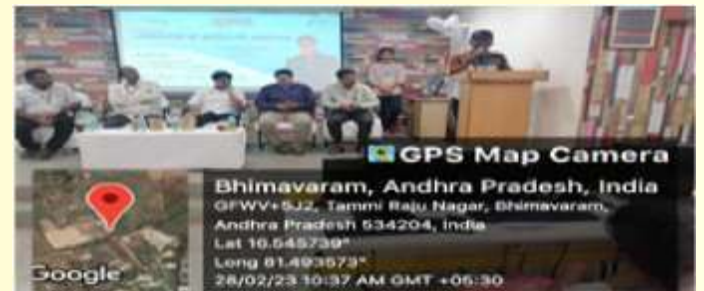 GPS Map Camera
Bhimavaram, Andhra Pradesh, India
GFWV+5J2, Tammi Raju Nagar, Bhimavaram,
Andhra Pradesh 534204, India
Lat 16.545739°
Long 81.493573°
28/02/23 10:37 AM GMT +05:30
Google